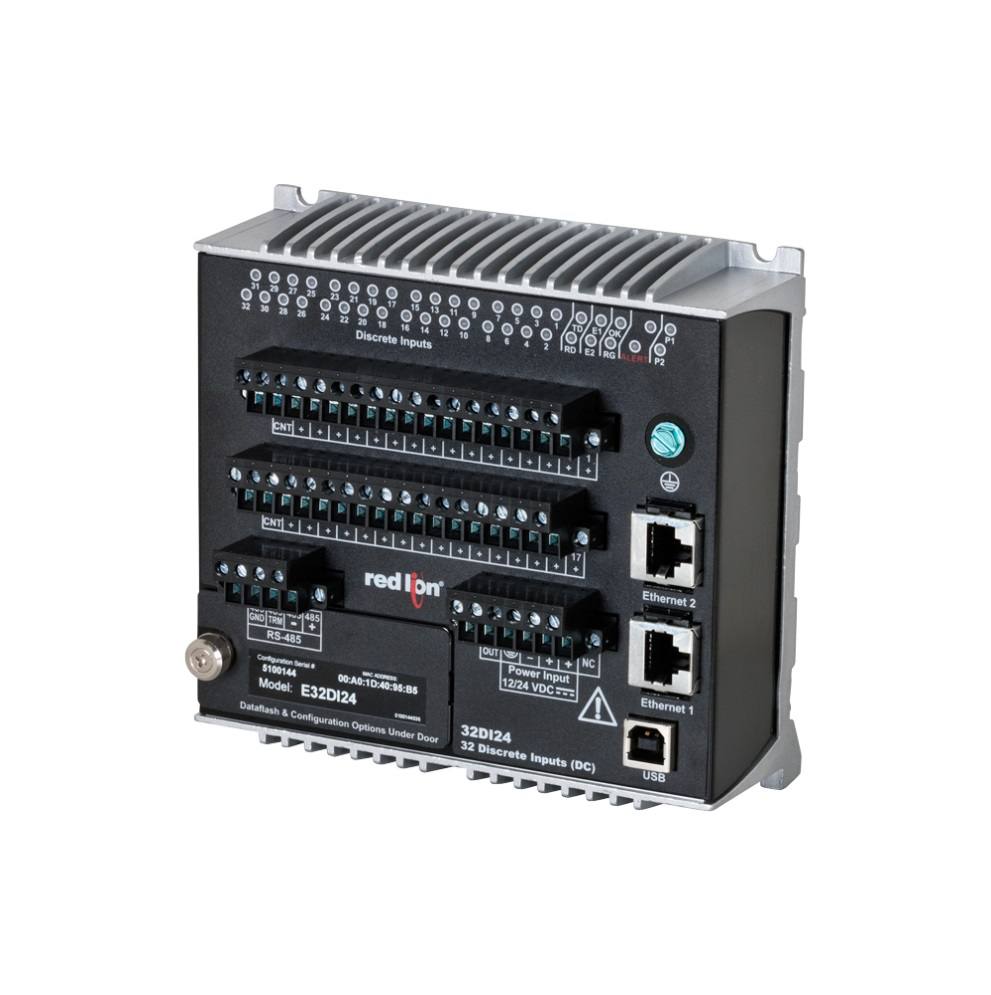 31 29 27 25 23 21 19 17 15 13 11 9 7 5 3 1 TD E1 OK P1
32 30 28 26 24 22 20 18 16 14 12 10 8 6 4 2 RD E2 RG ALERT P2
Discrete Inputs
CNT + + + + + + + + + + + + + + + +
CNT + + + + + + + + + + + + + + + 17 +
red lion®
Ethernet 2
485 485
GND TRM - +
RS-485
OUT - + + NC
Power Input
12/24 VDC
Ethernet 1
Configuration Serial #
5100144
MAC ADDRESS
00:A0:1D:40:95:B5
Model: E32DI24
Dataflash & Configuration Options Under Door
32DI24
32 Discrete Inputs (DC)
USB